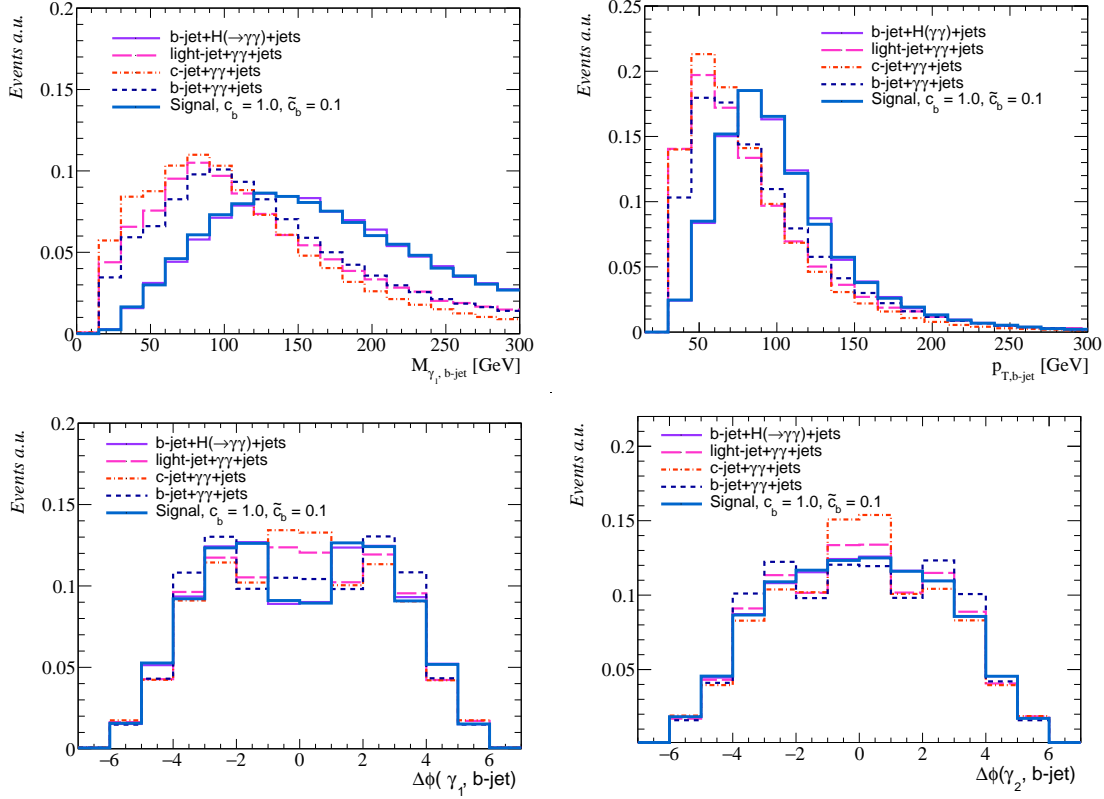 Events a.u.
0.2
0.15
0.1
0.05
0
b-jet+H(→γγ)+jets
light-jet+γγ+jets
c-jet+γγ+jets
b-jet+γγ+jets
Signal, c_b = 1.0, c̃_b = 0.1
0 50 100 150 200 250 300
M_γ₁, b-jet [GeV]
Events a.u.
0.25
0.2
0.15
0.1
0.05
0
b-jet+H(γγ)+jets
light-jet+γγ+jets
c-jet+γγ+jets
b-jet+γγ+jets
Signal, c_b = 1.0, c̃_b = 0.1
50 100 150 200 250 300
p_T,b-jet [GeV]
Events a.u.
0.2
0.15
0.1
0.05
0
b-jet+H(→γγ)+jets
light-jet+γγ+jets
c-jet+γγ+jets
b-jet+γγ+jets
Signal, c_b = 1.0, c̃_b = 0.1
−6 −4 −2 0 2 4 6
Δϕ( γ₁, b-jet)
Events a.u.
0.2
0.15
0.1
0.05
b-jet+H(→γγ)+jets
light-jet+γγ+jets
c-jet+γγ+jets
b-jet+γγ+jets
Signal, c_b = 1.0, c̃_b = 0.1
−6 −4 −2 0 2 4 6
Δϕ(γ₂, b-jet)